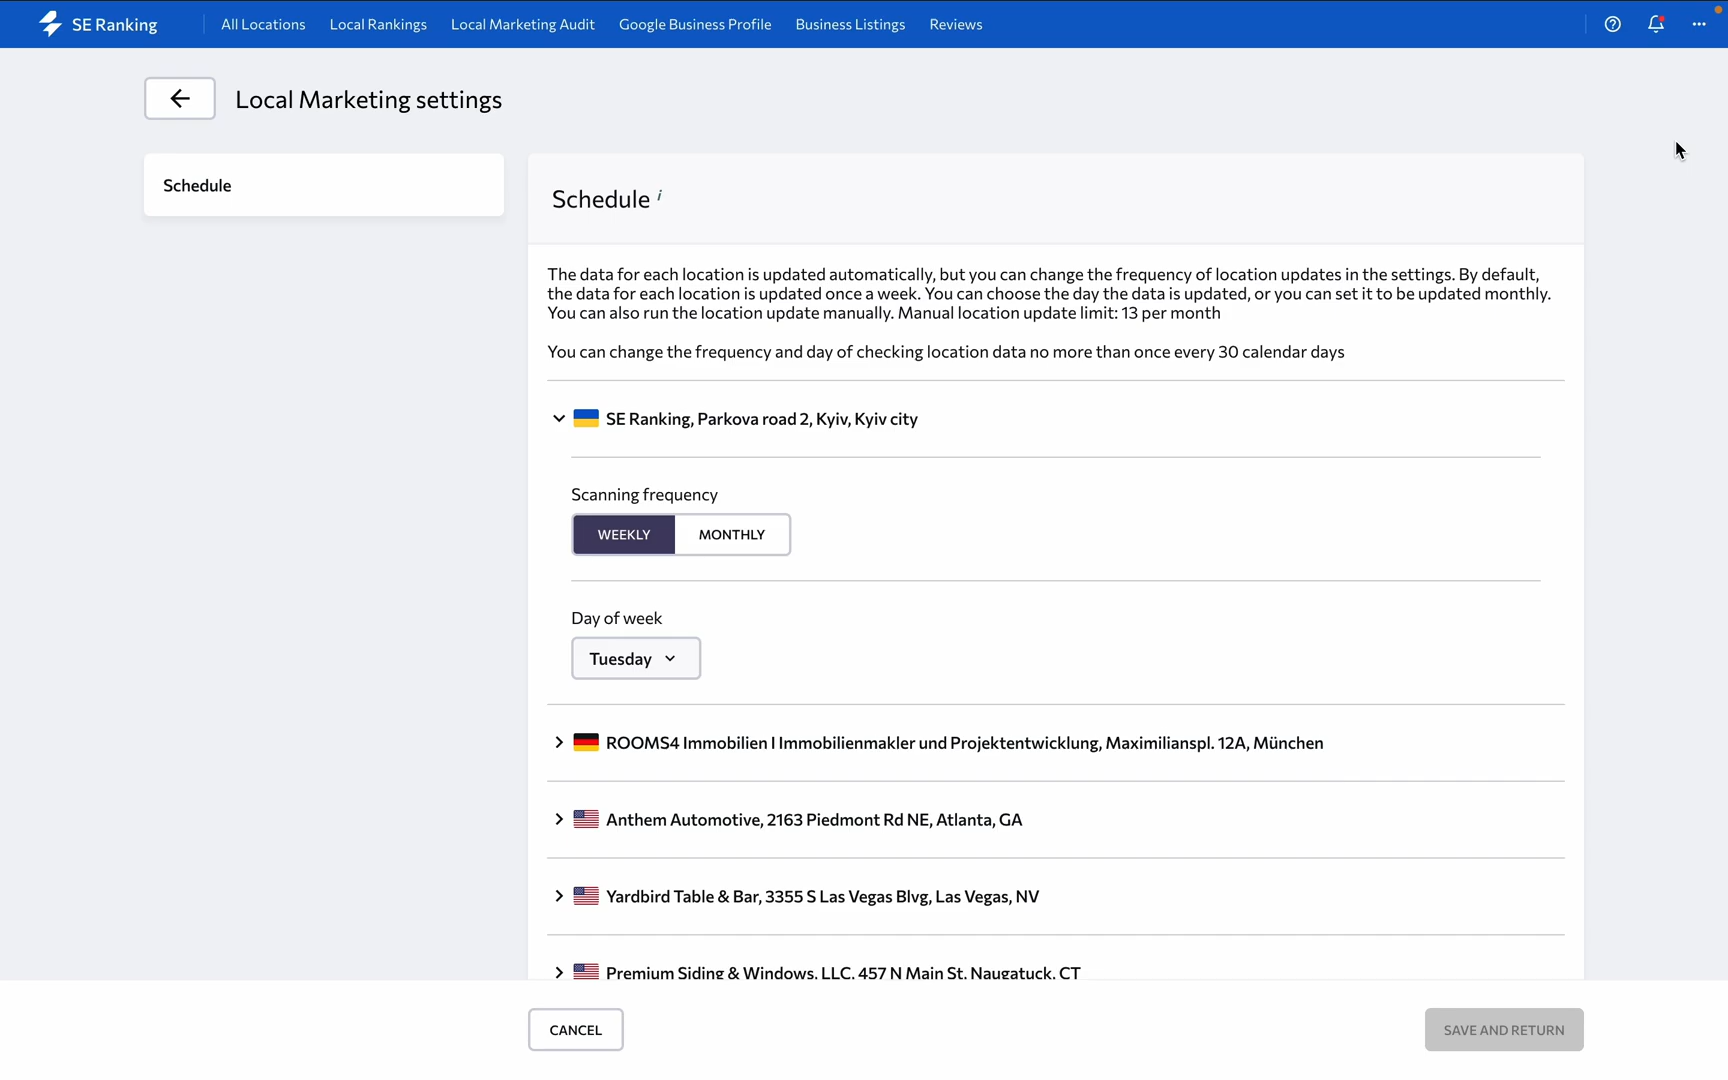 SE Ranking
All Locations
Local Rankings
Local Marketing Audit
Google Business Profile
Business Listings
Reviews
Local Marketing settings
Schedule
Schedule i
The data for each location is updated automatically, but you can change the frequency of location updates in the settings. By default,
the data for each location is updated once a week. You can choose the day the data is updated, or you can set it to be updated monthly.
You can also run the location update manually. Manual location update limit: 13 per month
You can change the frequency and day of checking location data no more than once every 30 calendar days
SE Ranking, Parkova road 2, Kyiv, Kyiv city
Scanning frequency
WEEKLY
MONTHLY
Day of week
Tuesday
ROOMS4 Immobilien I Immobilienmakler und Projektentwicklung, Maximilianspl. 12A, München
Anthem Automotive, 2163 Piedmont Rd NE, Atlanta, GA
Yardbird Table & Bar, 3355 S Las Vegas Blvg, Las Vegas, NV
Premium Siding & Windows, LLC, 457 N Main St, Naugatuck, CT
CANCEL
SAVE AND RETURN